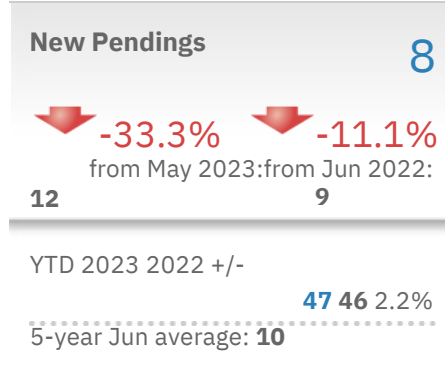 New Pendings 8
-33.3% -11.1%
from May 2023:from Jun 2022:
12 9
YTD 2023 2022 +/-
47 46 2.2%
5-year Jun average: 10